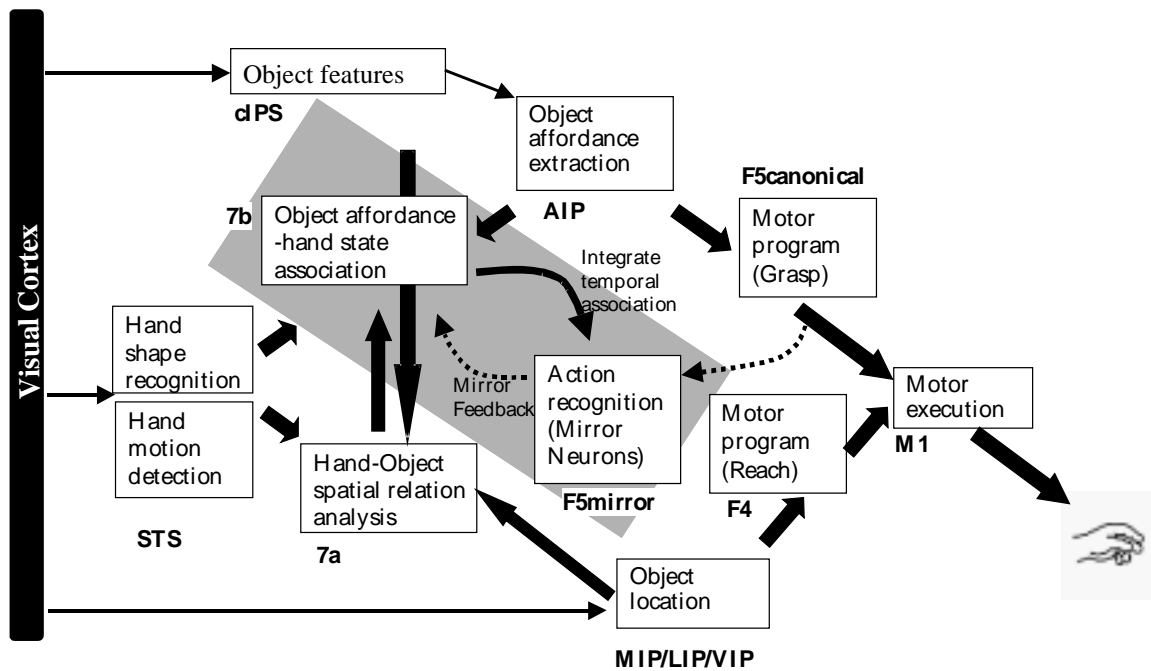 Visual Cortex
Object features
cIPS
Object
affordance
extraction
AIP
F5canonical
Motor
program
(Grasp)
7b
Object affordance
-hand state
association
Integrate
temporal
association
Hand
shape
recognition
Hand
motion
detection
STS
Mirror
Feedback
Action
recognition
(Mirror
Neurons)
F5mirror
Hand-Object
spatial relation
analysis
7a
Motor
program
(Reach)
F4
Motor
execution
M1
Object
location
MIP/LIP/VIP